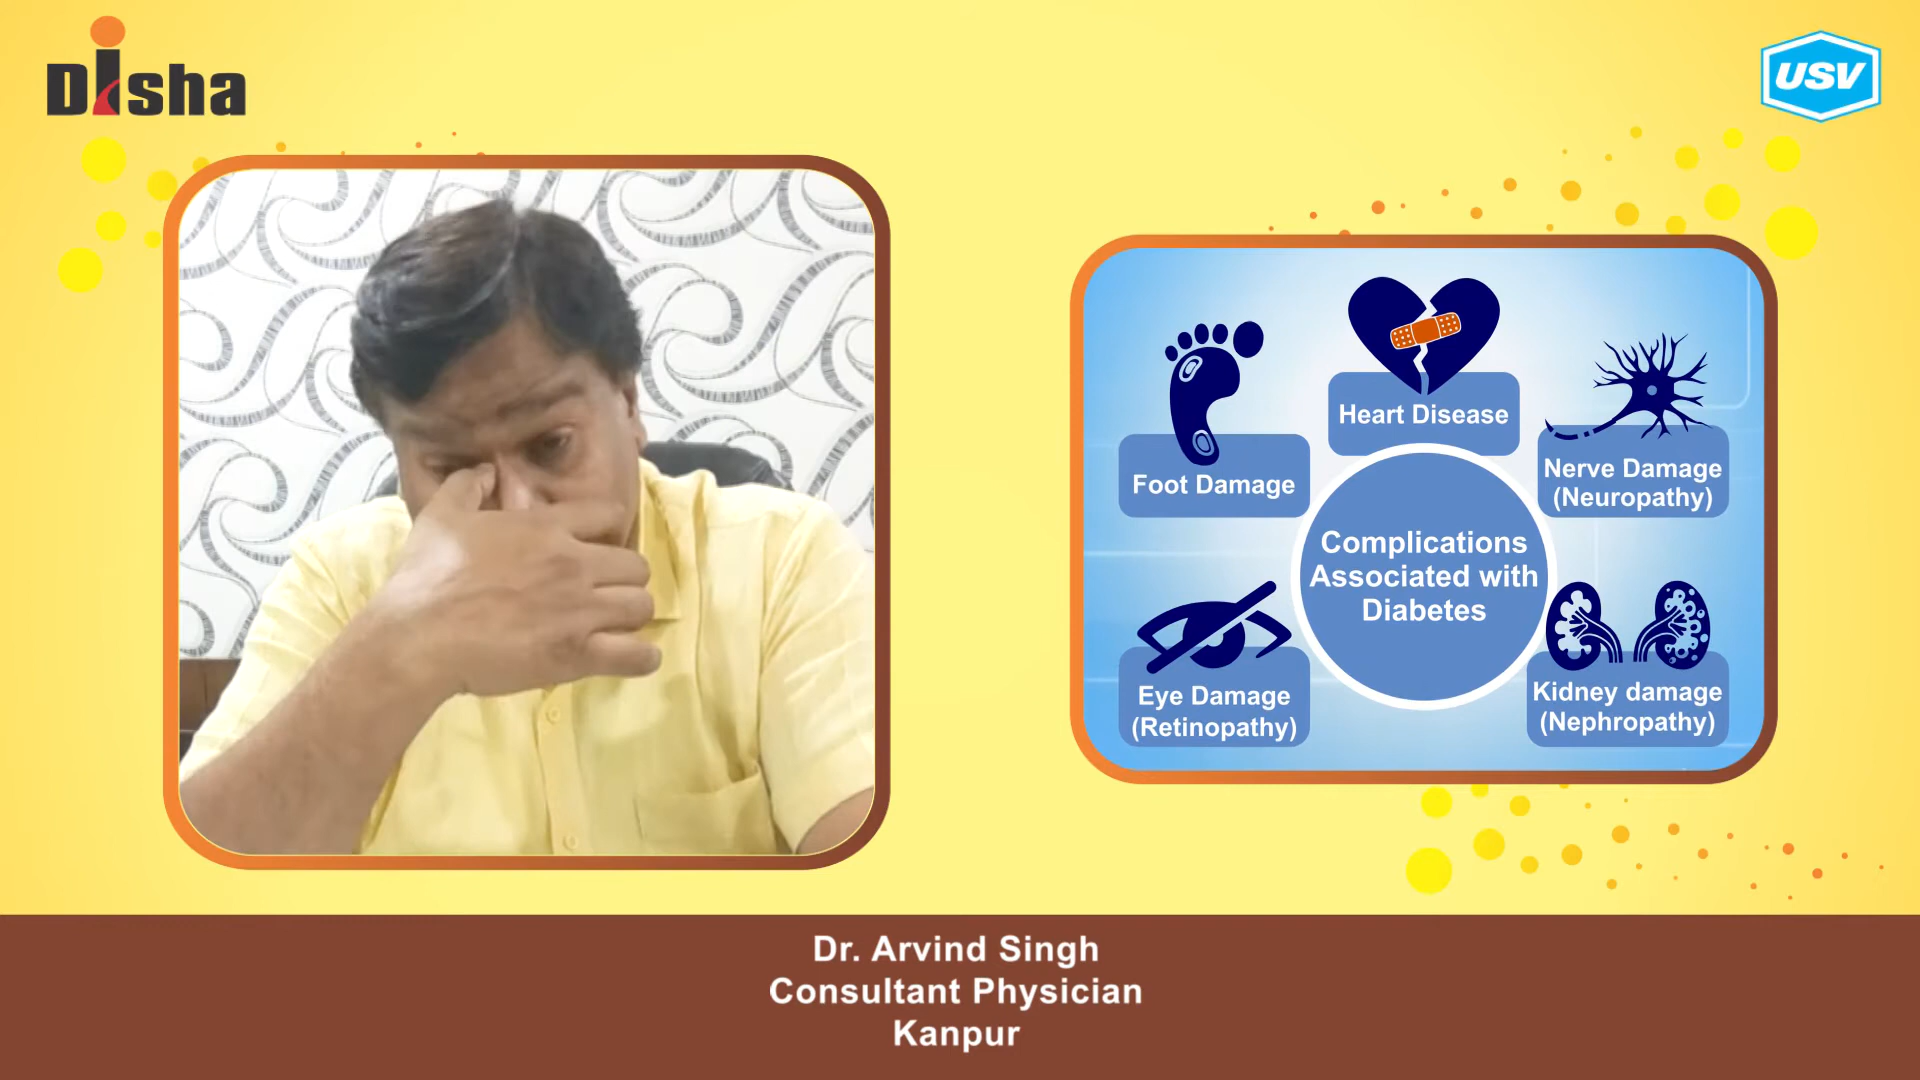 Disha
USV
Heart Disease
Foot Damage
Nerve Damage
(Neuropathy)
Complications
Associated with
Diabetes
Eye Damage
(Retinopathy)
Kidney damage
(Nephropathy)
Dr. Arvind Singh
Consultant Physician
Kanpur